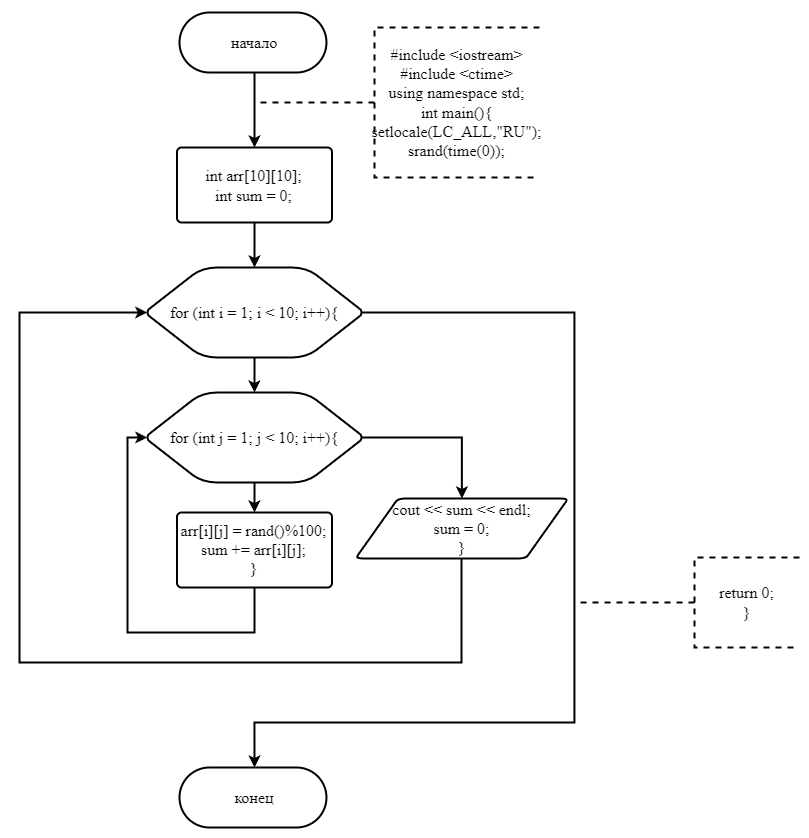 начало
#include <iostream>
#include <ctime>
using namespace std;
int main(){
setlocale(LC_ALL,"RU");
srand(time(0));
int arr[10][10];
int sum = 0;
for (int i = 1; i < 10; i++){
for (int j = 1; j < 10; i++){
arr[i][j] = rand()%100;
sum += arr[i][j];
}
cout << sum << endl;
sum = 0;
}
return 0;
}
конец